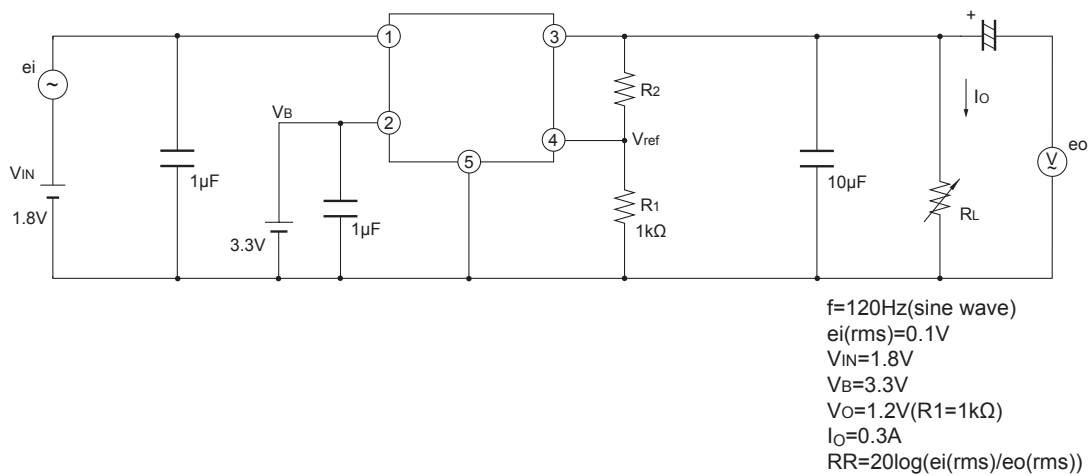 +
1
3
ei
~
R2
IO
VB
2
4
Vref
eo
V
~
5
VIN
1µF
10µF
R1
1kΩ
RL
1.8V
1µF
3.3V
f=120Hz(sine wave)
ei(rms)=0.1V
VIN=1.8V
VB=3.3V
VO=1.2V(R1=1kΩ)
IO=0.3A
RR=20log(ei(rms)/eo(rms))